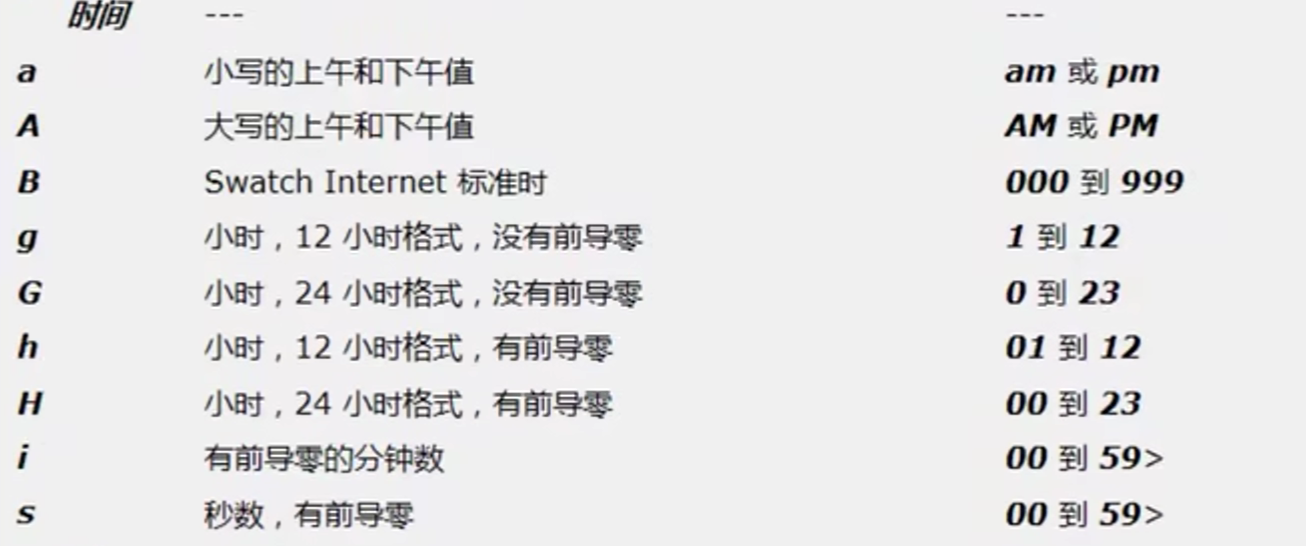 时间 --- ---
a 小写的上午和下午值 am 或 pm
A 大写的上午和下午值 AM 或 PM
B Swatch Internet 标准时 000 到 999
g 小时，12 小时格式，没有前导零 1 到 12
G 小时，24 小时格式，没有前导零 0 到 23
h 小时，12 小时格式，有前导零 01 到 12
H 小时，24 小时格式，有前导零 00 到 23
i 有前导零的分钟数 00 到 59>
s 秒数，有前导零 00 到 59>